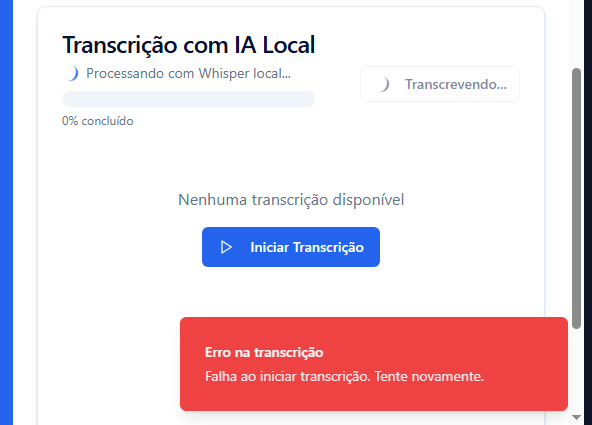 Transcrição com IA Local
Processando com Whisper local...
Transcrevendo...
0% concluído
Nenhuma transcrição disponível
Iniciar Transcrição
Erro na transcrição
Falha ao iniciar transcrição. Tente novamente.